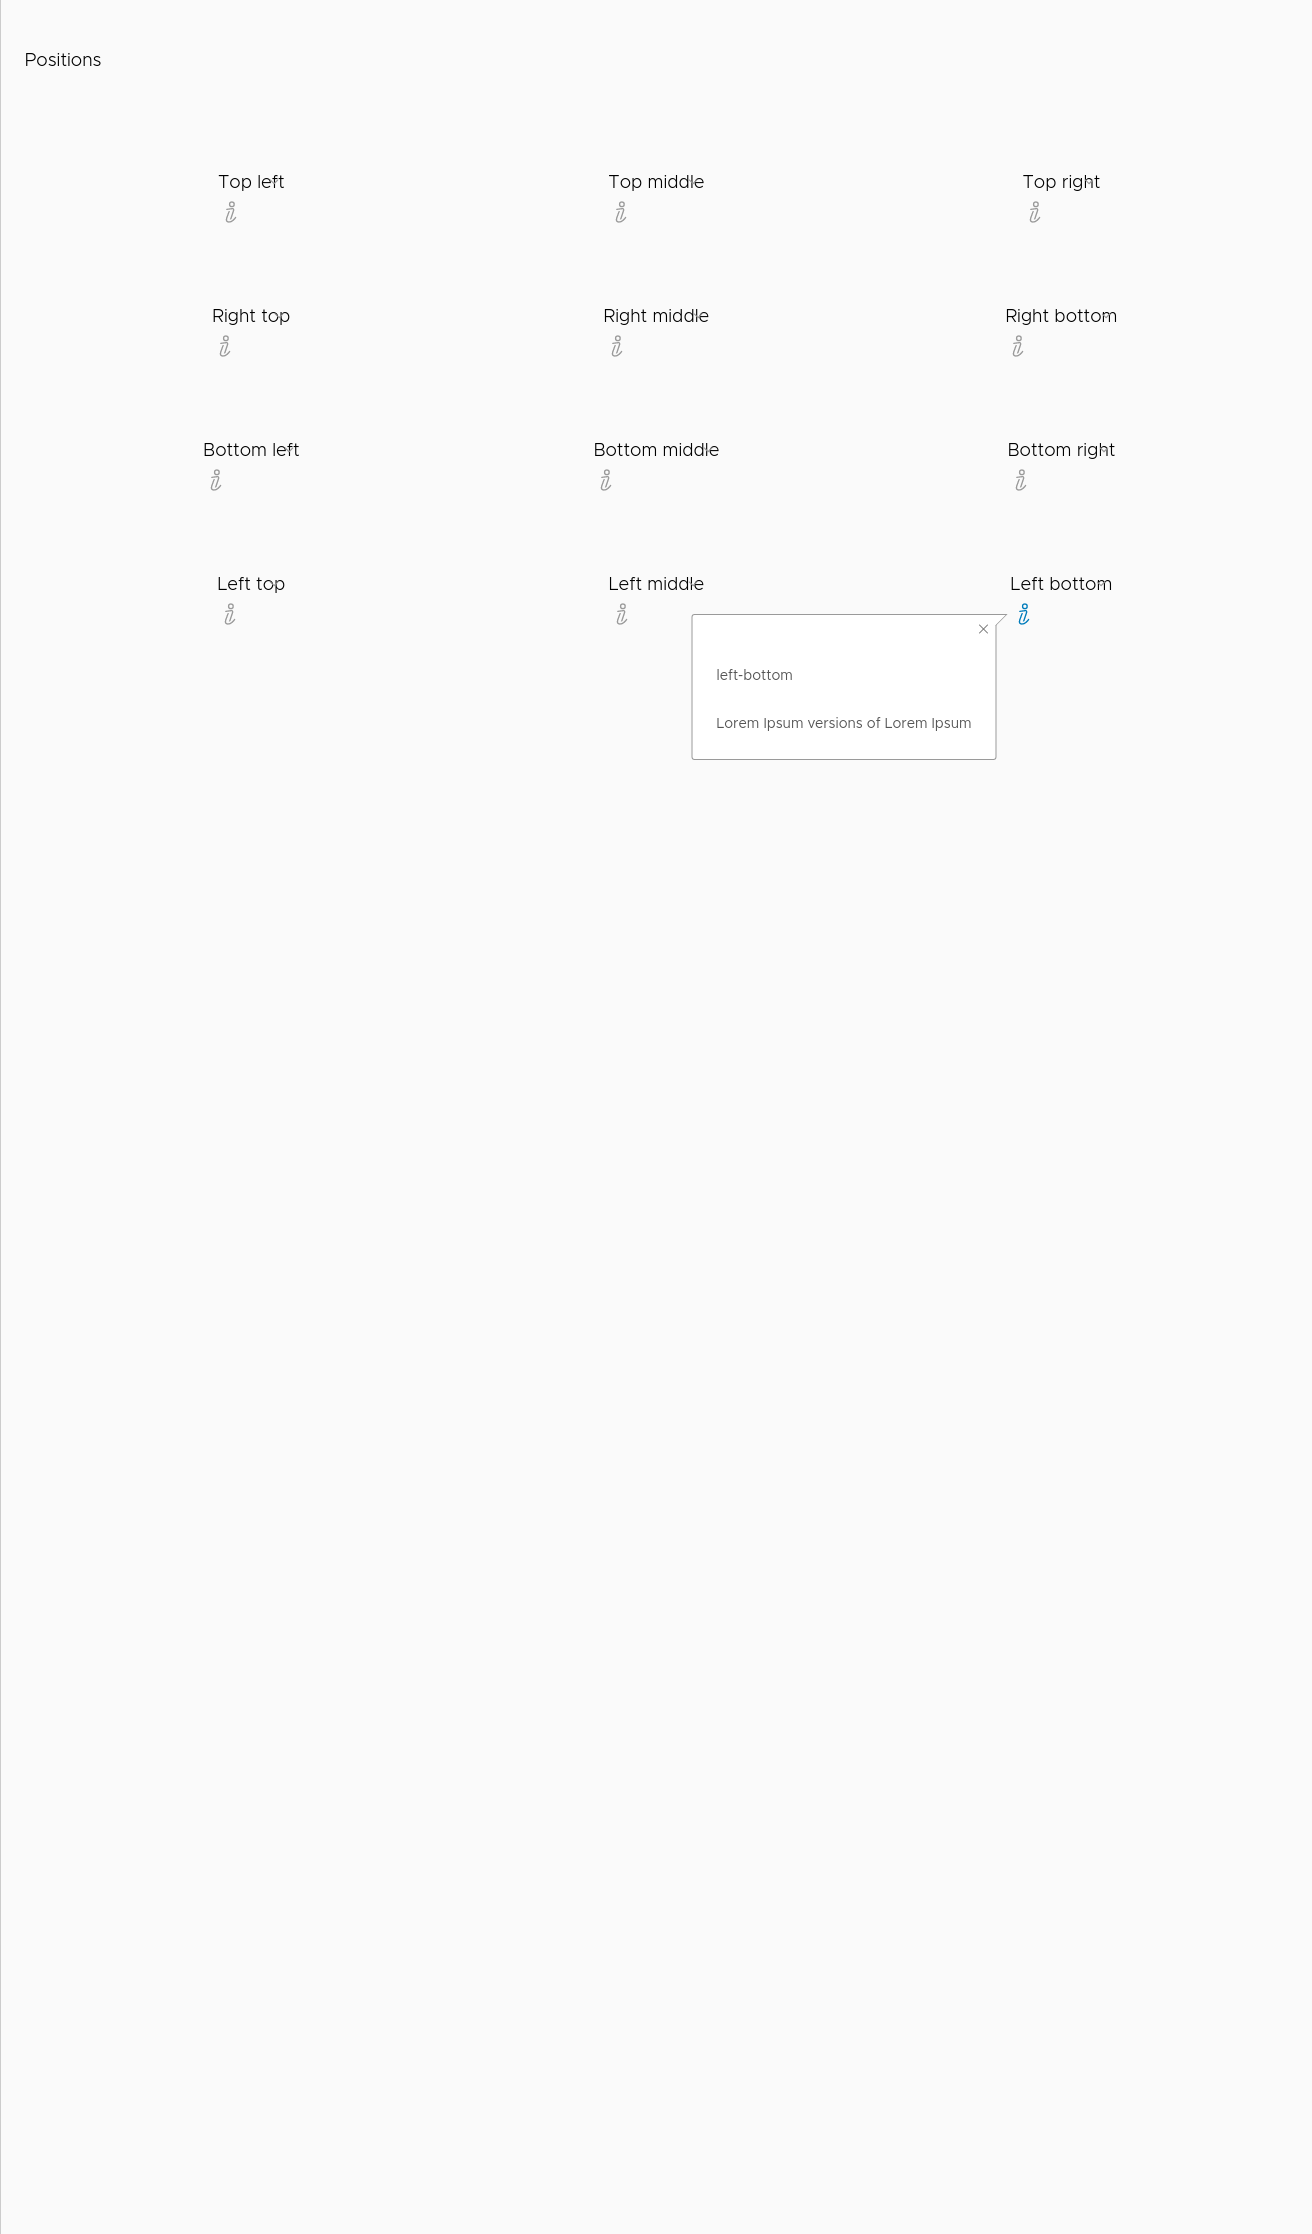 Positions
Top left
Top middle
Top right
Right top
Right middle
Right bottom
Bottom left
Bottom middle
Bottom right
Left top
Left middle
Left bottom
left-bottom
Lorem Ipsum versions of Lorem Ipsum